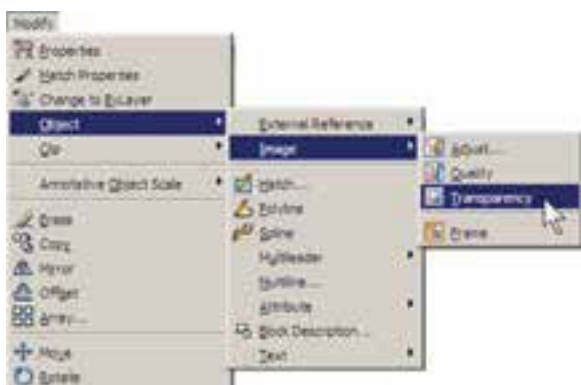 Modify
Properties
Match Properties
Change to ByLayer
Object
Clip
Annotative Object Scale
Erase
Copy
Mirror
Offset
Array...
Move
Rotate
External Reference
Image
Hatch...
Polyline
Spline
Multileader
Multiline...
Attribute
Block Description...
Text
Adjust...
Quality
Transparency
Frame